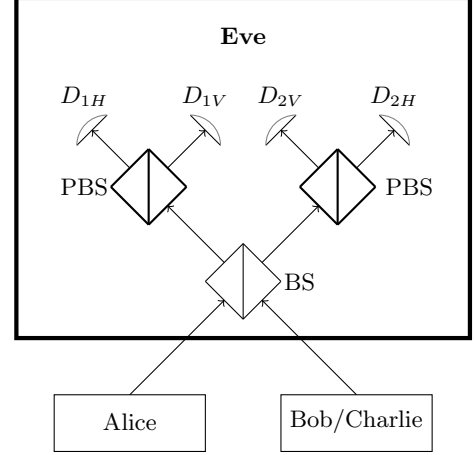 Eve
D1H D1V D2V D2H
PBS PBS
BS
Alice Bob/Charlie